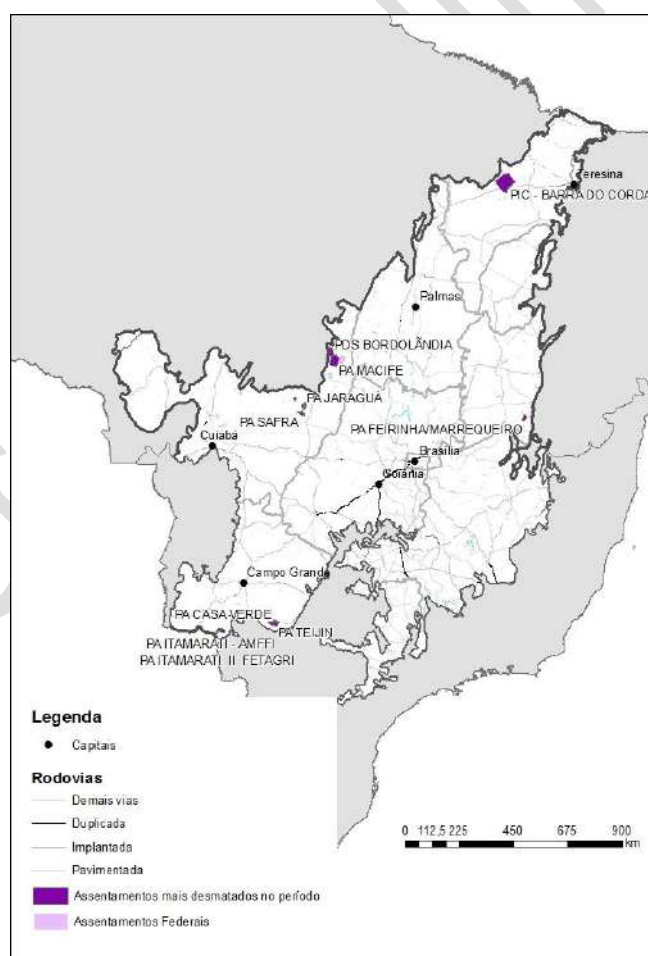 Teresina
PIC - BARRA DO CORDA
Palmas
PDS BORDOLÂNDIA
PA MACIFE
PA JARAGUA
PA SAFRA
PA FEIRINHA/MARREQUEIRO
Cuiabá
Brasília
Goiânia
Campo Grande
PA CASA VERDE
PA TEIJIN
PA ITAMARATI - AMFFI
PA ITAMARATI II FETAGRI
Legenda
Capitais
Rodovias
Demais vias
Duplicada
Implantada
Pavimentada
Assentamentos mais desmatados no período
Assentamentos Federais
0 112,5 225 450 675 900
km